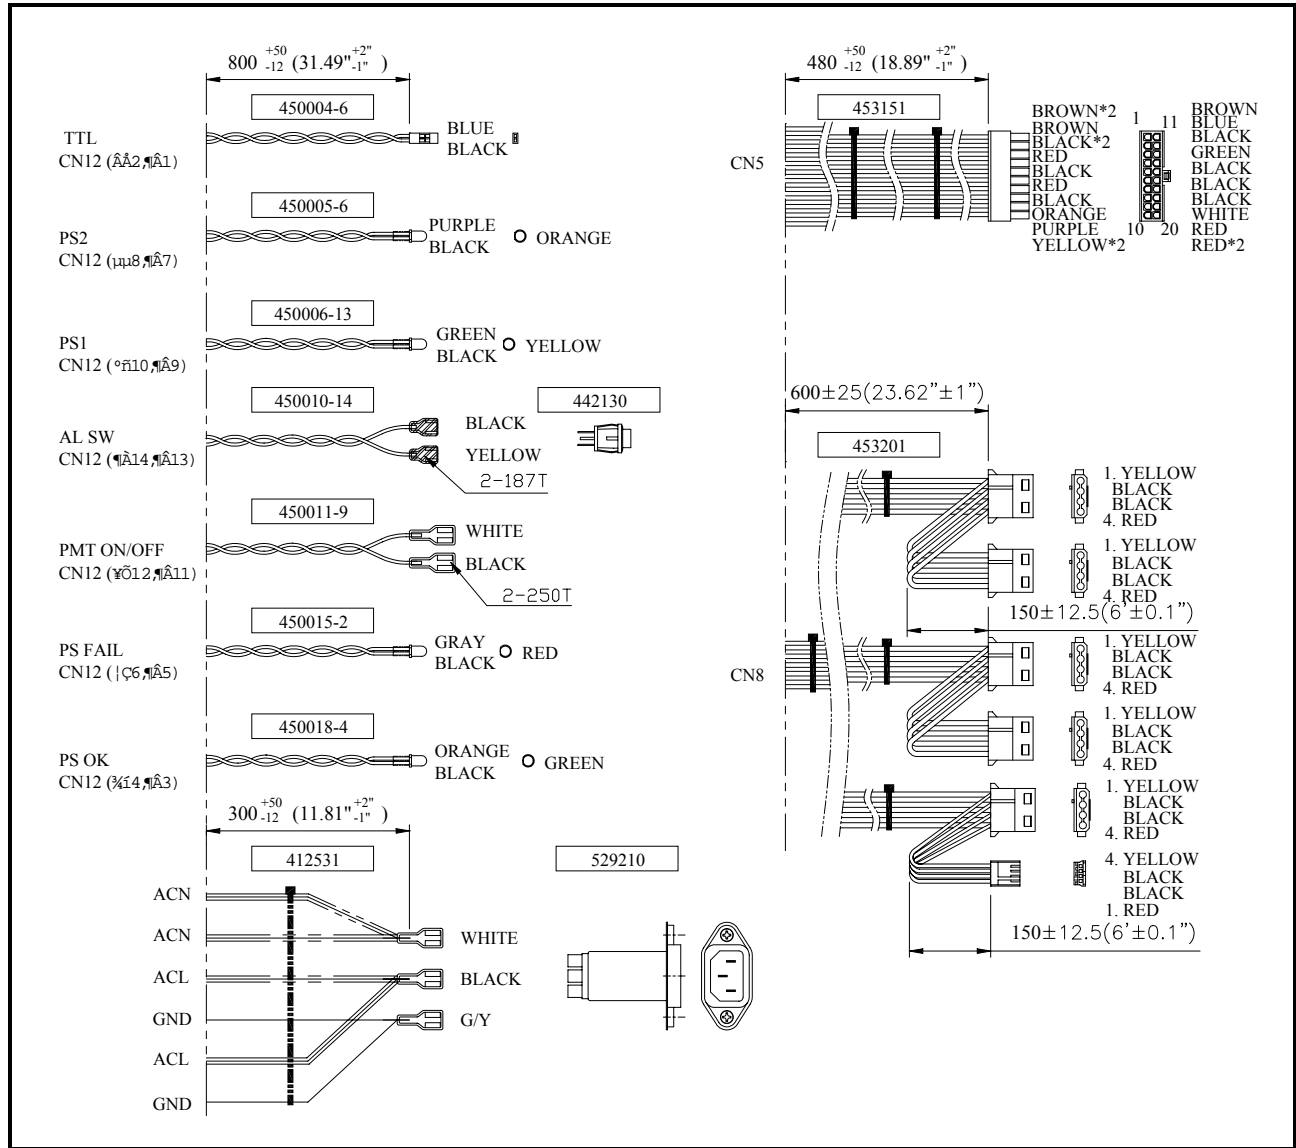 800 +50 -12 (31.49" +2" -1" )
450004-6
TTL
CN12 (ÂÅ2,¶Â1)
BLUE
BLACK
450005-6
PS2
CN12 (µµ8,¶Â7)
PURPLE
BLACK
ORANGE
450006-13
PS1
CN12 (ºñ10,¶Â9)
GREEN
BLACK
YELLOW
450010-14
442130
AL SW
CN12 (¶À14,¶Â13)
BLACK
YELLOW
2-187T
450011-9
PMT ON/OFF
CN12 (¥Õ12,¶Â11)
WHITE
BLACK
2-250T
450015-2
PS FAIL
CN12 (¦Ç6,¶Â5)
GRAY
BLACK
RED
450018-4
PS OK
CN12 (¾ï4,¶Â3)
ORANGE
BLACK
GREEN
300 +50 -12 (11.81" +2" -1" )
412531
529210
ACN
ACN
ACL
GND
ACL
GND
WHITE
BLACK
G/Y
480 +50 -12 (18.89" +2" -1" )
453151
CN5
BROWN*2
BROWN
BLACK*2
RED
BLACK
RED
BLACK
ORANGE
PURPLE
YELLOW*2
1 11
10 20
BROWN
BLUE
BLACK
GREEN
BLACK
BLACK
BLACK
WHITE
RED
RED*2
600±25(23.62"±1")
453201
CN8
1. YELLOW
BLACK
BLACK
4. RED
1. YELLOW
BLACK
BLACK
4. RED
150±12.5(6'±0.1")
1. YELLOW
BLACK
BLACK
4. RED
1. YELLOW
BLACK
BLACK
4. RED
1. YELLOW
BLACK
BLACK
4. RED
4. YELLOW
BLACK
BLACK
1. RED
150±12.5(6'±0.1")